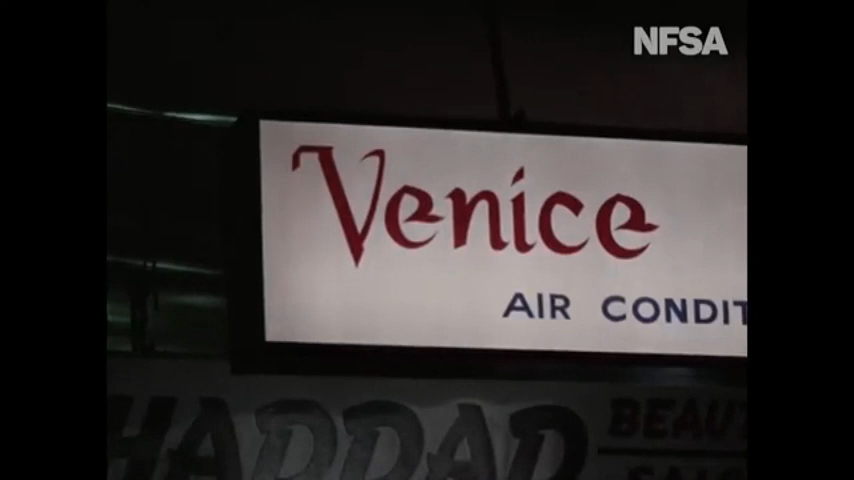 NFSA
Venice
AIR CONDIT
HADDAD
BEAU